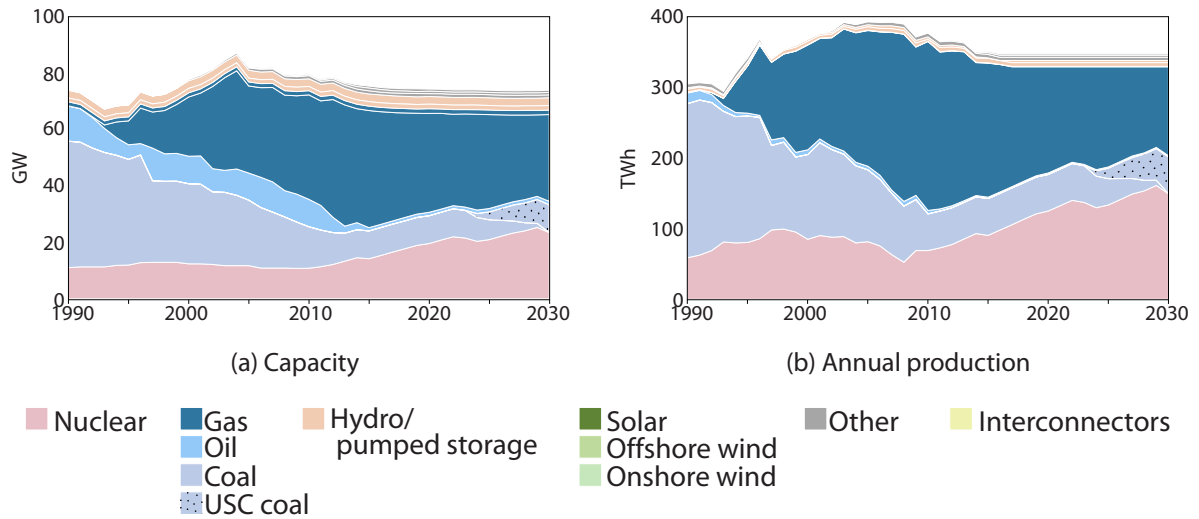 100
80
60
40
20
0
GW
1990
2000
2010
2020
2030
(a) Capacity
400
300
200
100
0
TWh
1990
2000
2010
2020
2030
(b) Annual production
Nuclear
Gas
Oil
Coal
USC coal
Hydro/
pumped storage
Solar
Offshore wind
Onshore wind
Other
Interconnectors